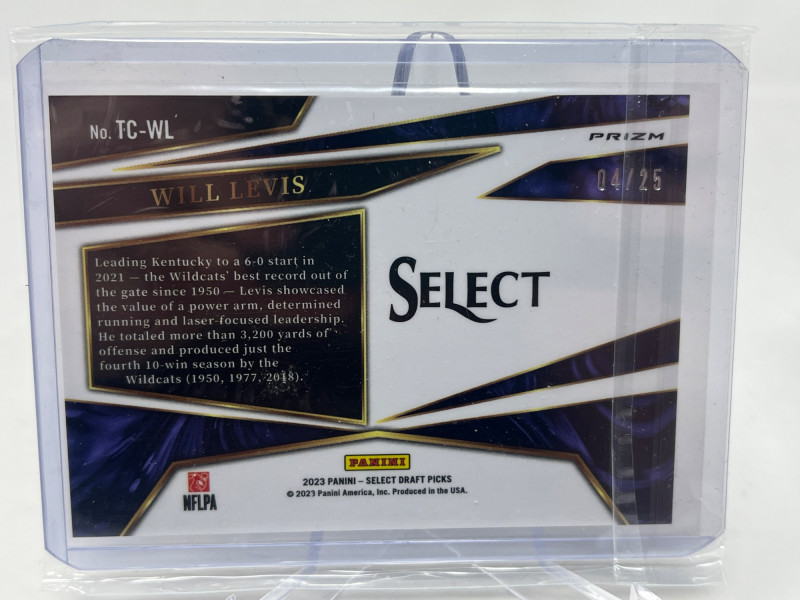 No. TC-WL
PRIZM
04/25
WILL LEVIS
Leading Kentucky to a 6-0 start in
2021 — the Wildcats' best record out of
the gate since 1950 — Levis showcased
the value of a power arm, determined
running and laser-focused leadership.
He totaled more than 3,200 yards of
offense and produced just the
fourth 10-win season by the
Wildcats (1950, 1977, 2018).
SELECT
PANINI
2023 PANINI – SELECT DRAFT PICKS
© 2023 Panini America, Inc. Produced in the USA.
NFLPA